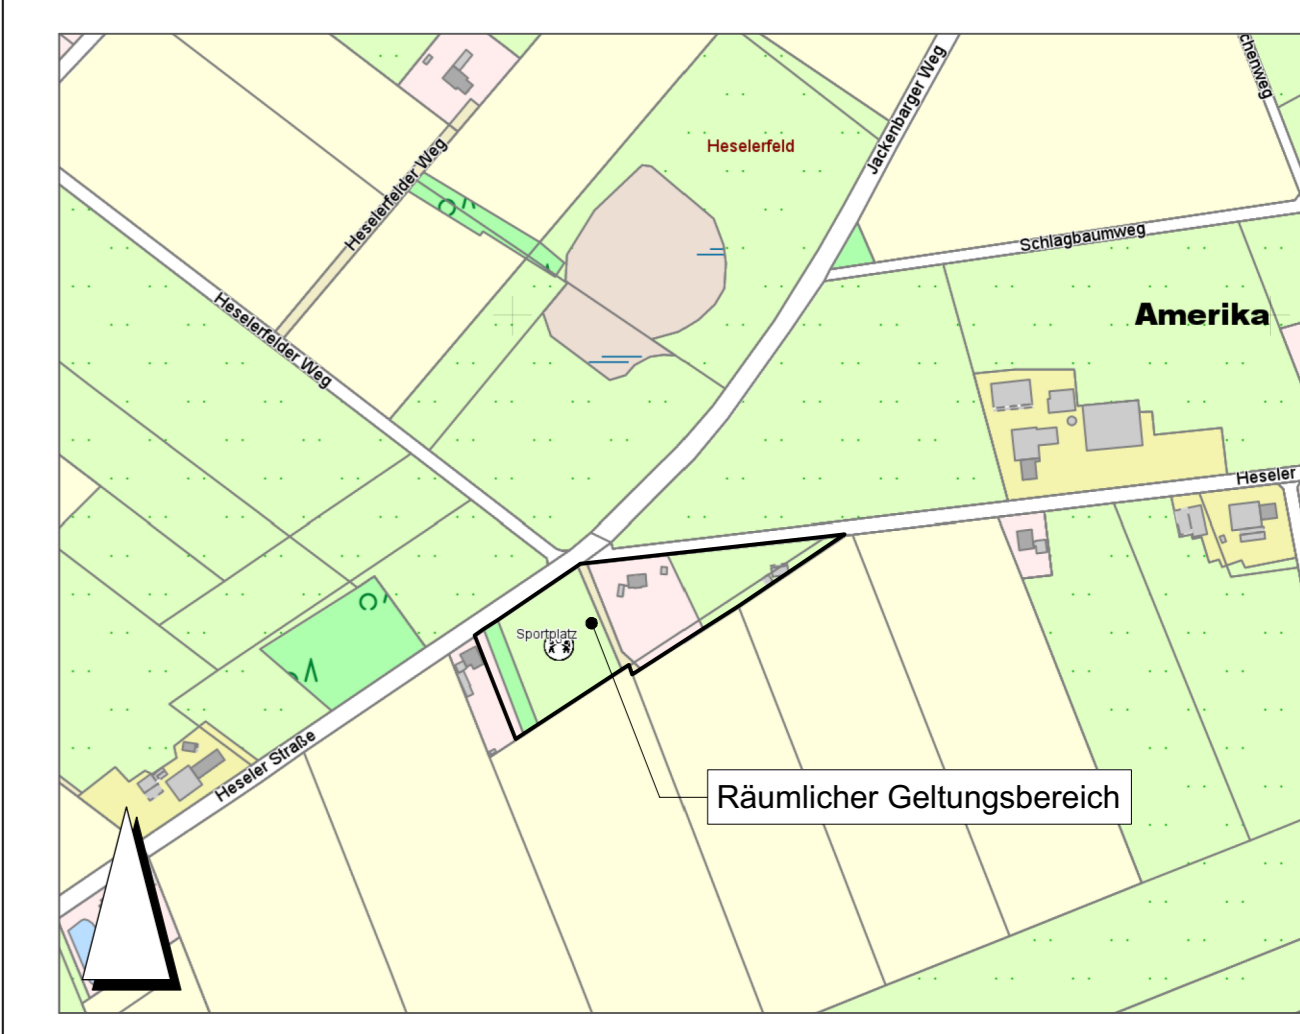 Jackenbarger Weg
chenweg
Heselerfeld
Heselerfelder Weg
Schlagbaumweg
Heselerfelder Weg
Amerika
Heseler
Sportplatz
Heseler Straße
Räumlicher Geltungsbereich